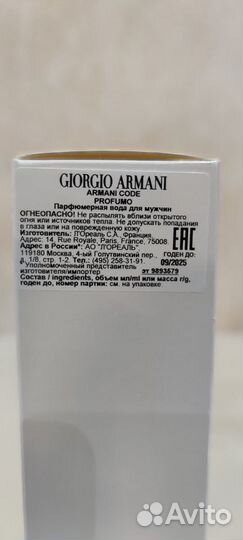 GIORGIO ARMANI
ARMANI CODE
PROFUMO
Парфюмерная вода для мужчин
ОГНЕОПАСНО! Не распылять вблизи открытого
огня или источников тепла. Не допускать попадания
в глаза или на поврежденную кожу.
Изготовитель: Л'Ореаль С.А., Франция.
Адрес: 14, Rue Royale, Paris, France, 75008.
Адрес в России*: АО "Л'ОРЕАЛЬ",
119180 Москва, 4-ый Голутвинский пер.,
д. 1/8, стр. 1-2. Тел.: (495) 258-31-91.
*Уполномоченный представитель
изготовителя/импортер
Состав / ingredients, объем мл/ml или масса г/g,
годен до, номер партии: см. на упаковке
EAC
ГОДЕН ДО:
09/2025
эт 9893679
Avito